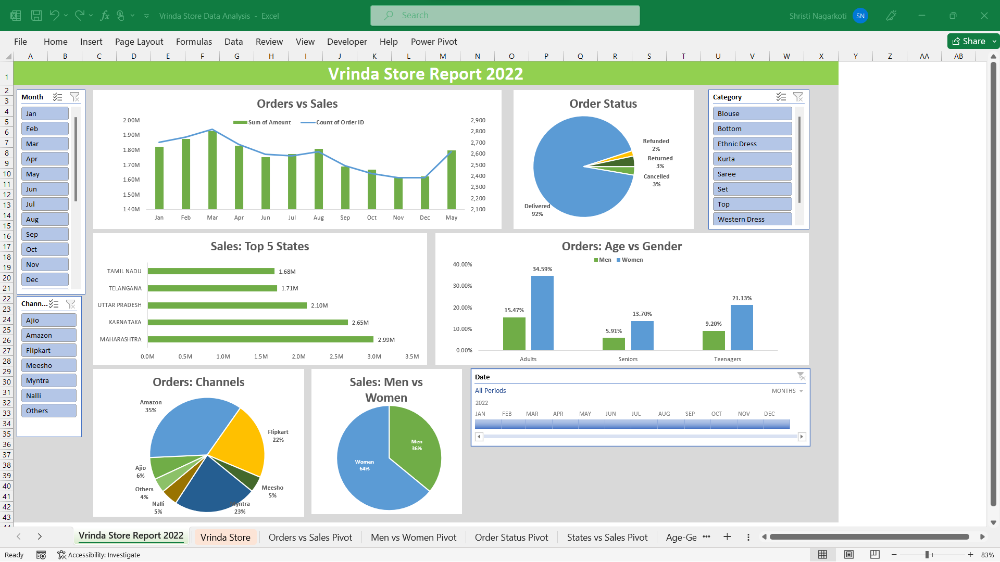 Vrinda Store Data Analysis - Excel
Search
Shristi Nagarkoti
SN
File Home Insert Page Layout Formulas Data Review View Developer Help Power Pivot
Share
A B C D E F G H I J K L M N O P Q R S T U V W X Y Z AA AB
1
2
3
4
5
6
7
8
9
10
11
12
13
14
15
16
17
18
19
20
21
22
23
24
25
26
27
28
29
30
31
32
33
34
35
36
37
38
39
40
41
42
43
Vrinda Store Report 2022
Month
Jan
Feb
Mar
Apr
May
Jun
Jul
Aug
Sep
Oct
Nov
Dec
Chann...
Ajio
Amazon
Flipkart
Meesho
Myntra
Nalli
Others
Orders vs Sales
Sum of Amount Count of Order ID
2.00M
1.90M
1.80M
1.70M
1.60M
1.50M
1.40M
2,900
2,800
2,700
2,600
2,500
2,400
2,300
2,200
2,100
Jan Feb Mar Apr Jun Jul Aug Sep Oct Nov Dec May
Order Status
Refunded
2%
Returned
3%
Cancelled
3%
Delivered
92%
Category
Blouse
Bottom
Ethnic Dress
Kurta
Saree
Set
Top
Western Dress
Sales: Top 5 States
TAMIL NADU 1.68M
TELANGANA 1.71M
UTTAR PRADESH 2.10M
KARNATAKA 2.65M
MAHARASHTRA 2.99M
0.0M 0.5M 1.0M 1.5M 2.0M 2.5M 3.0M 3.5M
Orders: Age vs Gender
Men Women
40.00%
30.00%
20.00%
10.00%
0.00%
15.47% 34.59%
5.91% 13.70%
9.20% 21.13%
Adults Seniors Teenagers
Orders: Channels
Amazon
35%
Flipkart
22%
Meesho
5%
Myntra
23%
Nalli
5%
Others
4%
Ajio
6%
Sales: Men vs
Women
Men
36%
Women
64%
Date
All Periods
MONTHS
2022
JAN FEB MAR APR MAY JUN JUL AUG SEP OCT NOV DEC
Vrinda Store Report 2022 Vrinda Store Orders vs Sales Pivot Men vs Women Pivot Order Status Pivot States vs Sales Pivot Age-Ge ...
Ready
Accessibility: Investigate
83%